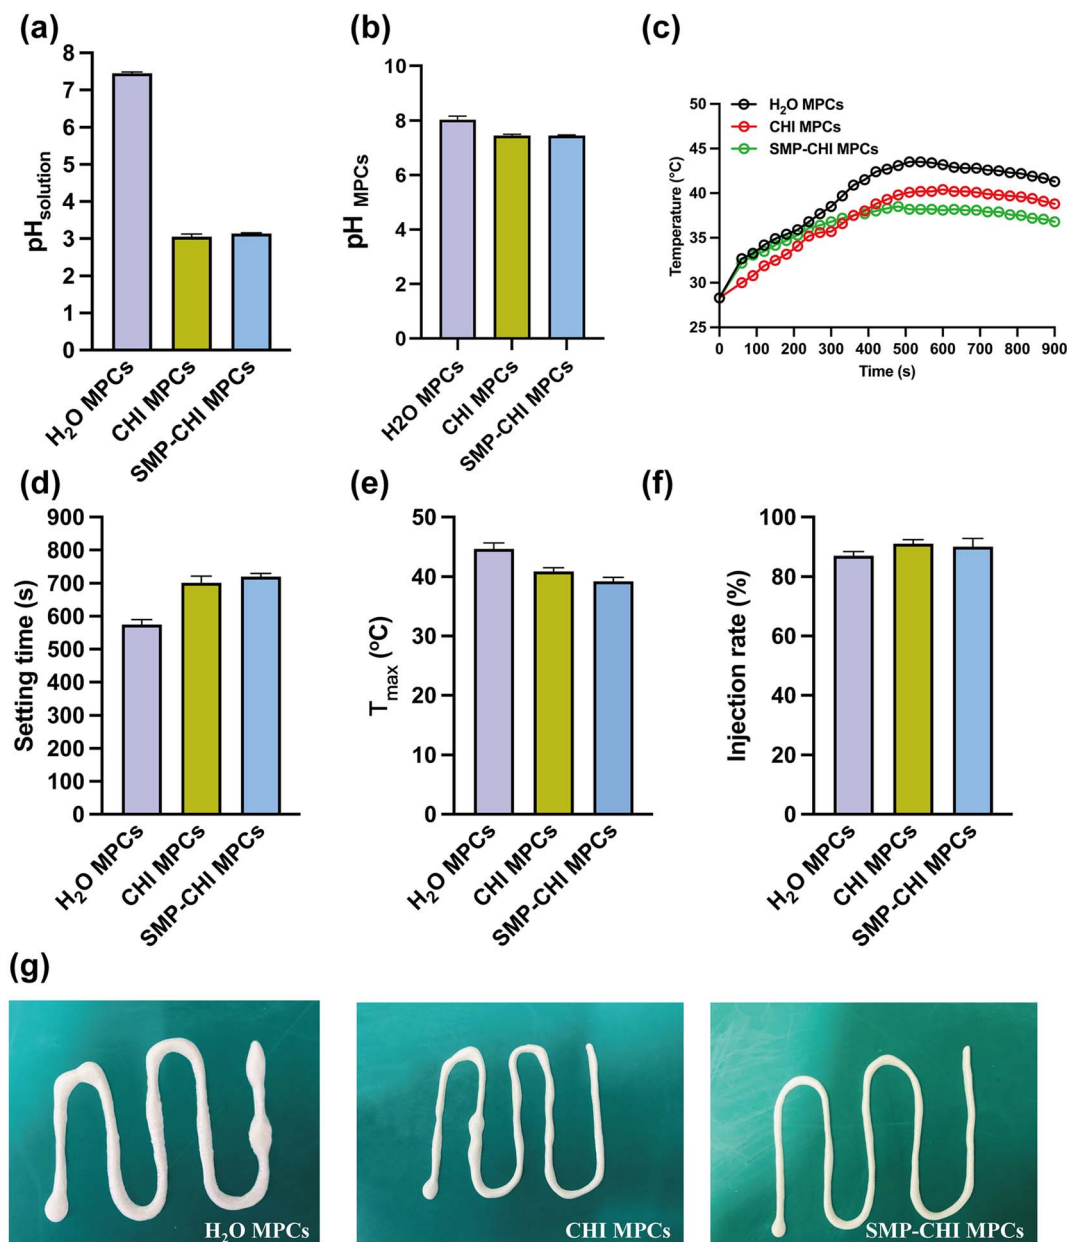 (a)
8
7
6
5
4
3
2
1
0
pHsolution
H₂O MPCs
CHI MPCs
SMP-CHI MPCs
(b)
10
8
6
4
2
0
pH MPCs
H2O MPCs
CHI MPCs
SMP-CHI MPCs
(c)
50
45
40
35
30
25
Temperature (°C)
H₂O MPCs
CHI MPCs
SMP-CHI MPCs
0 100 200 300 400 500 600 700 800 900
Time (s)
(d)
900
800
700
600
500
400
300
200
100
0
Setting time (s)
H₂O MPCs
CHI MPCs
SMP-CHI MPCs
(e)
50
40
30
20
10
0
Tmax (ºC)
H₂O MPCs
CHI MPCs
SMP-CHI MPCs
(f)
100
80
60
40
20
0
Injection rate (%)
H₂O MPCs
CHI MPCs
SMP-CHI MPCs
(g)
H₂O MPCs
CHI MPCs
SMP-CHI MPCs